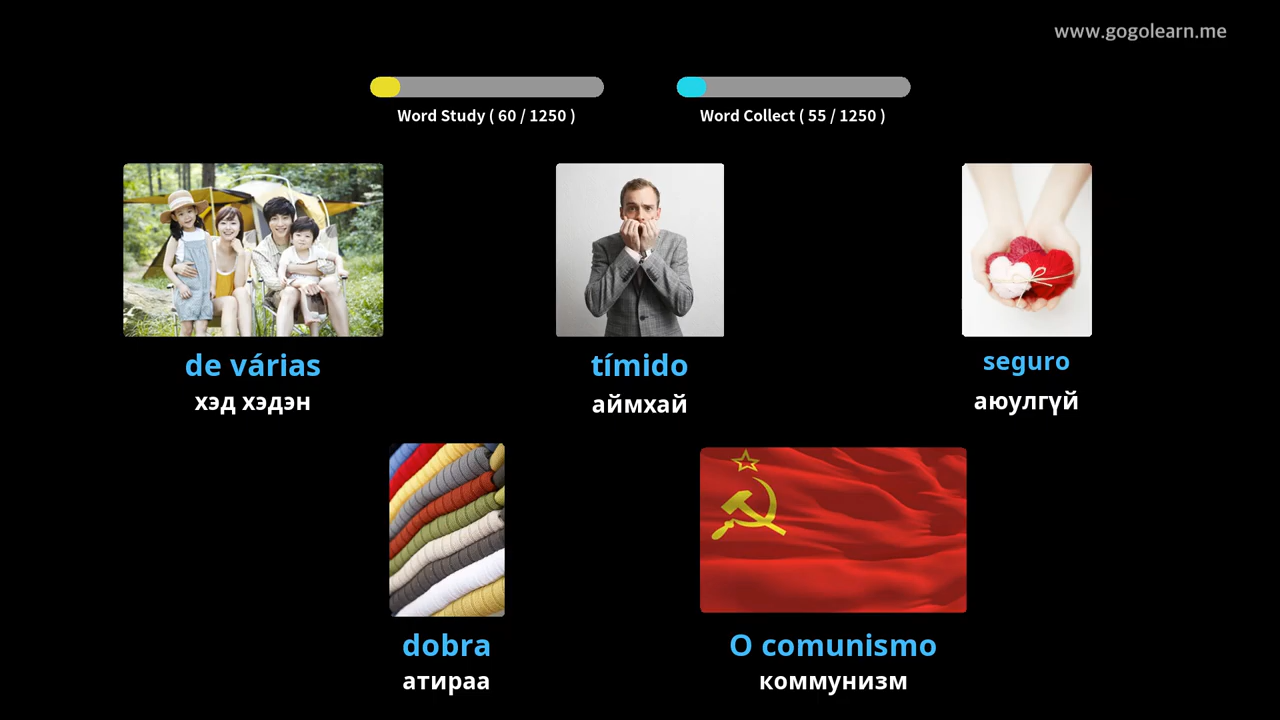 www.gogolearn.me
Word Study ( 60 / 1250 )
Word Collect ( 55 / 1250 )
de várias
хэд хэдэн
tímido
аймхай
seguro
аюулгүй
dobra
атираа
O comunismo
коммунизм